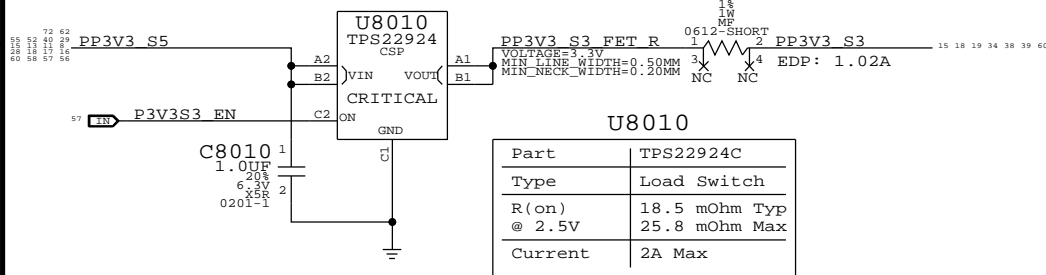 72 62
55 52 40 29
15 13 11 8
28 18 17 16
60 58 57 56
PP3V3_S5
U8010
TPS22924
CSP
A2
B2
VIN
VOUT
A1
B1
CRITICAL
C2
ON
GND
C1
57
IN
P3V3S3_EN
C8010
1.0UF
20%
6.3V
X5R
0201-1
1
2
PP3V3_S3_FET_R
VOLTAGE=3.3V
MIN_LINE_WIDTH=0.50MM
MIN_NECK_WIDTH=0.20MM
1%
1W
MF
0612-SHORT
1
2
3
4
NC
NC
PP3V3_S3
EDP: 1.02A
15 18 19 34 38 39 60
U8010
Part TPS22924C
Type Load Switch
R(on) 18.5 mOhm Typ
@ 2.5V 25.8 mOhm Max
Current 2A Max